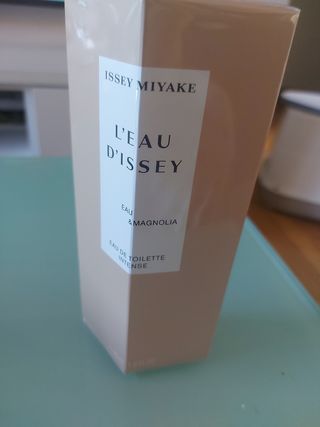 ISSEY MIYAKE
L'EAU
D'ISSEY
EAU
&MAGNOLIA
EAU DE TOILETTE
INTENSE